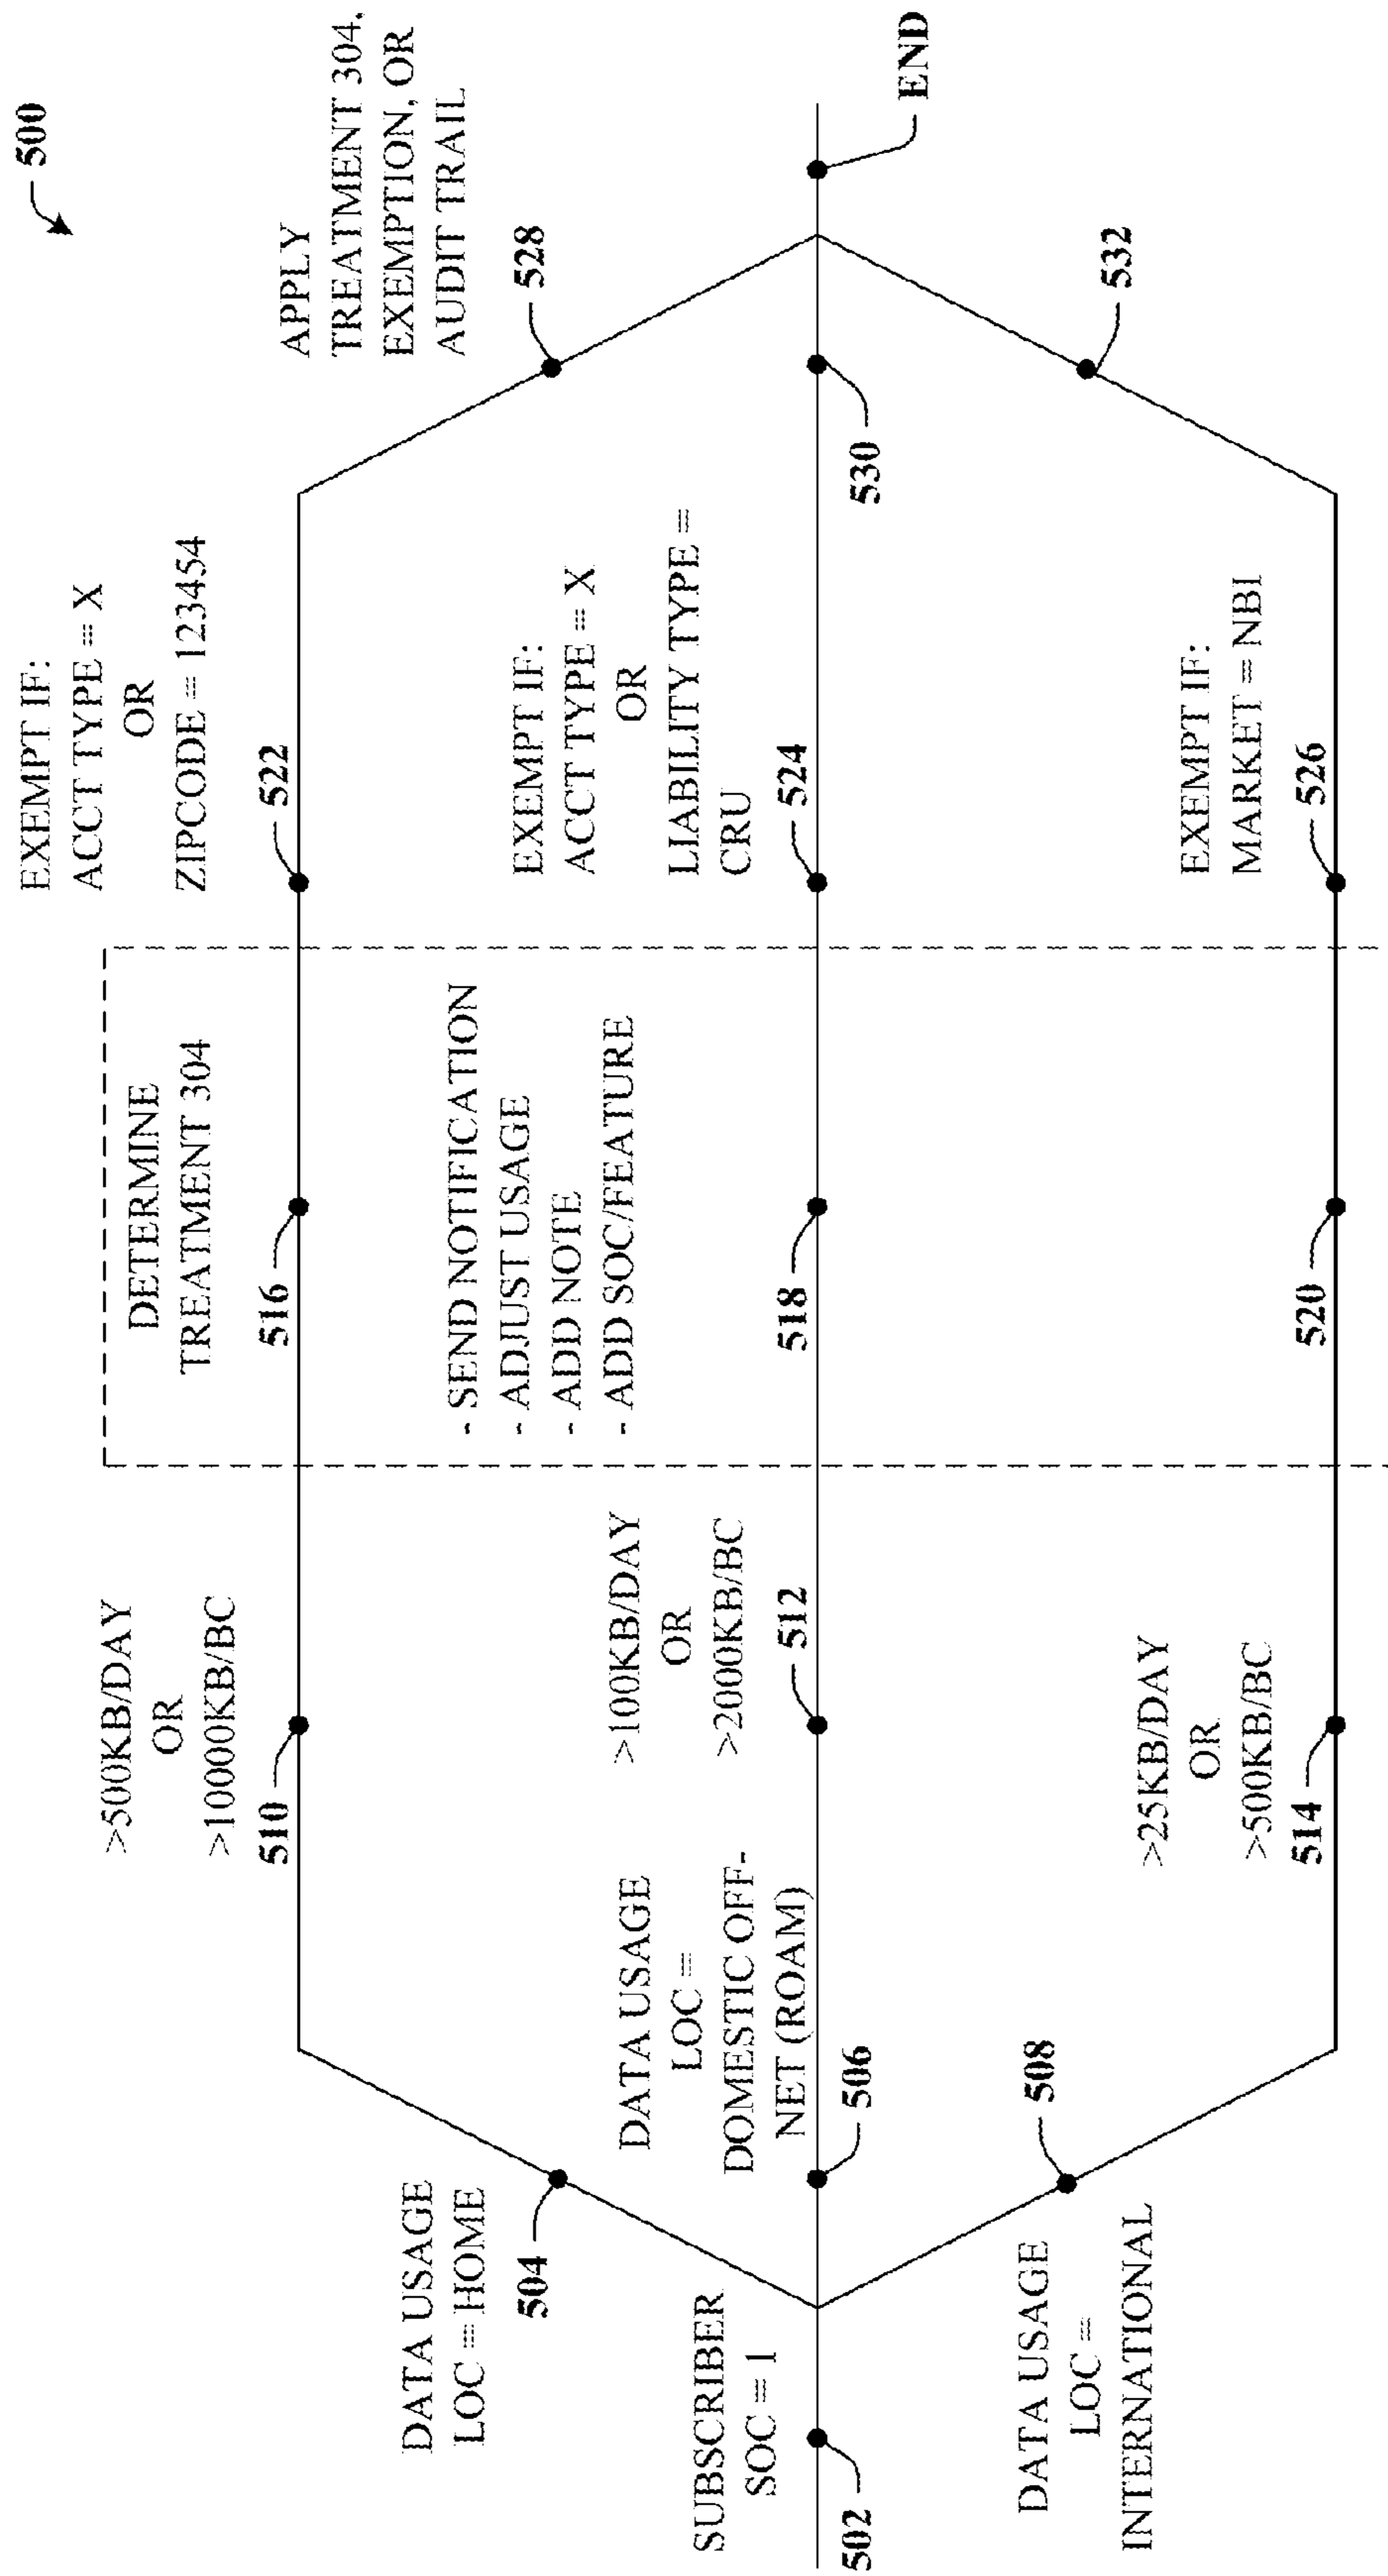 500
EXEMPT IF:
ACCT TYPE = X
OR
ZIPCODE = 123454
522
APPLY
TREATMENT 304,
EXEMPTION, OR
AUDIT TRAIL
528
DETERMINE
TREATMENT 304
516
>500KB/DAY
OR
>10000KB/BC
510
DATA USAGE
LOC = HOME
504
SUBSCRIBER
SOC = 1
502
DATA USAGE
LOC =
DOMESTIC OFF-
NET (ROAM)
506
>100KB/DAY
OR
>2000KB/BC
512
- SEND NOTIFICATION
- ADJUST USAGE
- ADD NOTE
- ADD SOC/FEATURE
518
EXEMPT IF:
ACCT TYPE = X
OR
LIABILITY TYPE =
CRU
524
530
END
DATA USAGE
LOC =
INTERNATIONAL
508
>25KB/DAY
OR
>500KB/BC
514
520
EXEMPT IF:
MARKET = NBI
526
532